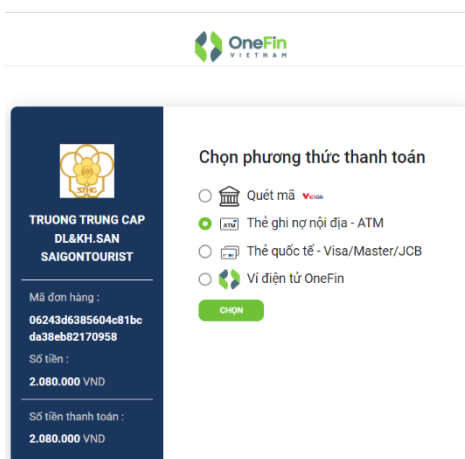 OneFin
VIETNAM
STHC
TRUONG TRUNG CAP
DL&KH.SAN
SAIGONTOURIST
Mã đơn hàng :
06243d6385604c81bc
da38eb82170958
Số tiền :
2.080.000 VND
Số tiền thanh toán :
2.080.000 VND
Chọn phương thức thanh toán
Quét mã
ATM Thẻ ghi nợ nội địa - ATM
Thẻ quốc tế - Visa/Master/JCB
Ví điện tử OneFin
CHỌN